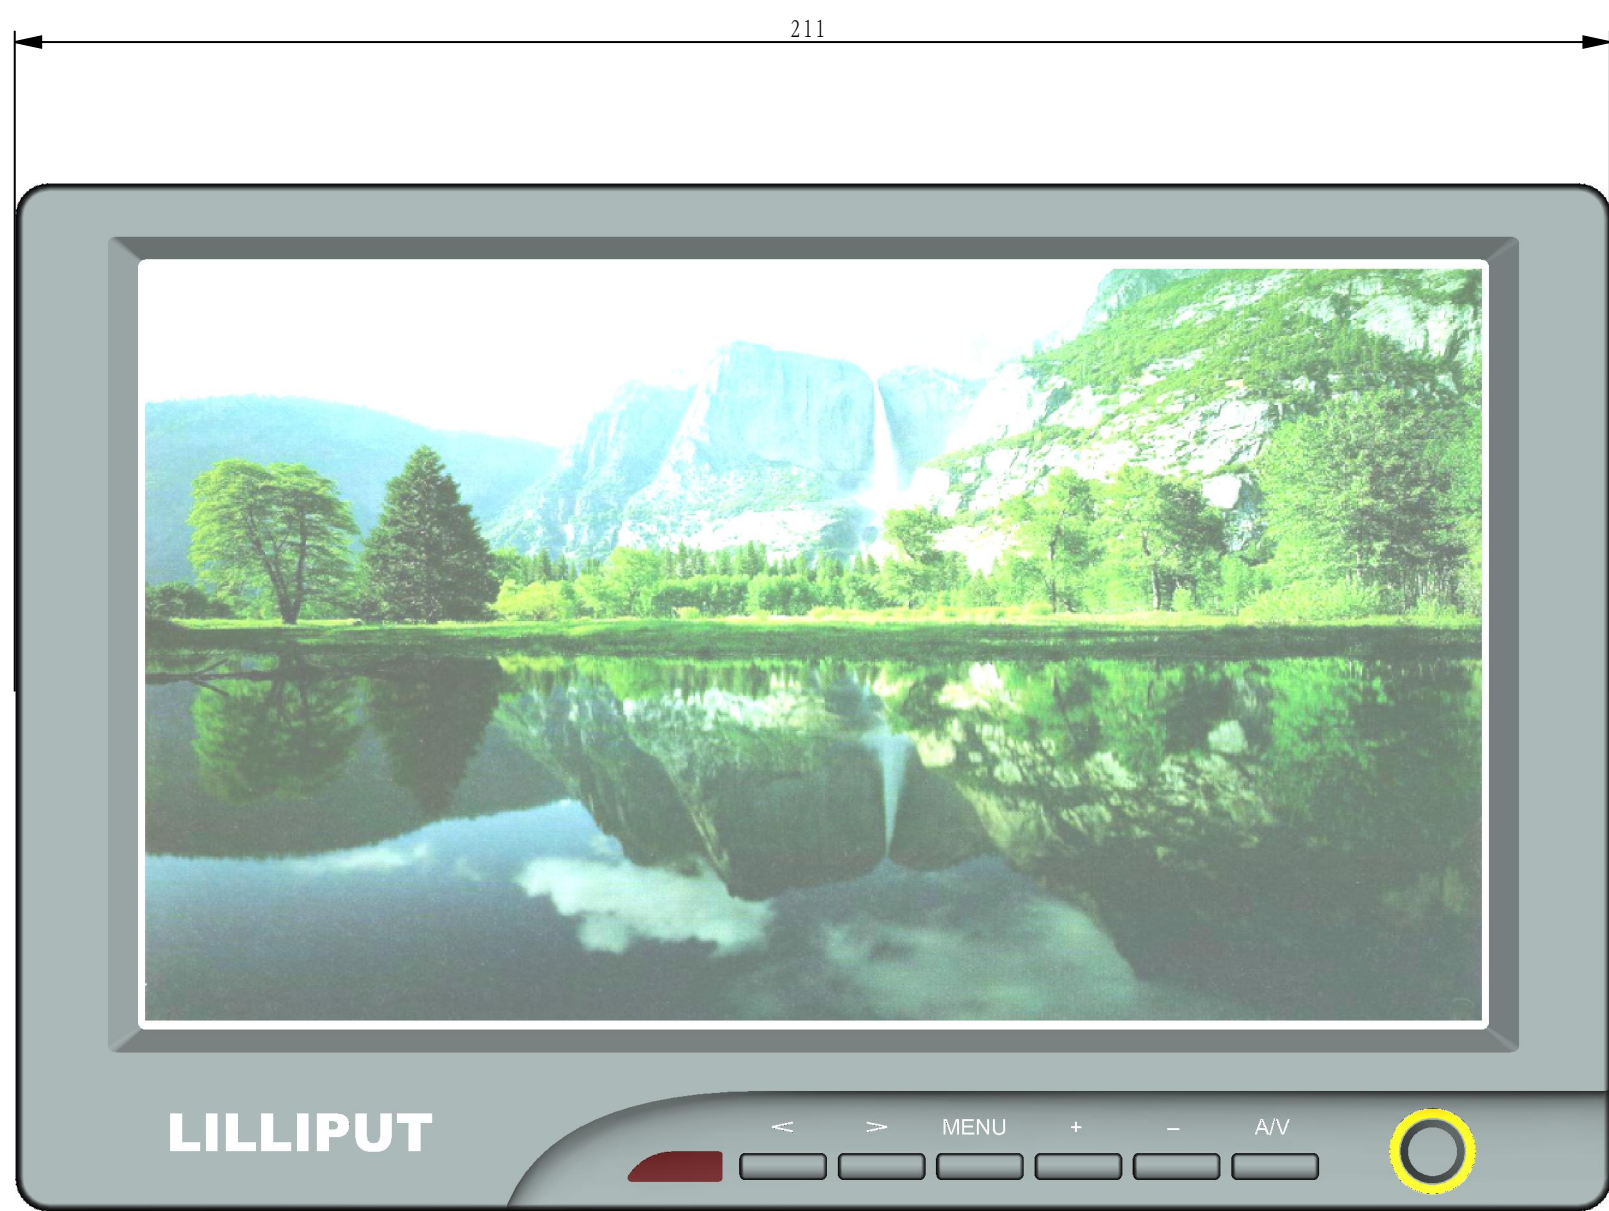 211
LILLIPUT
< > MENU + – A/V